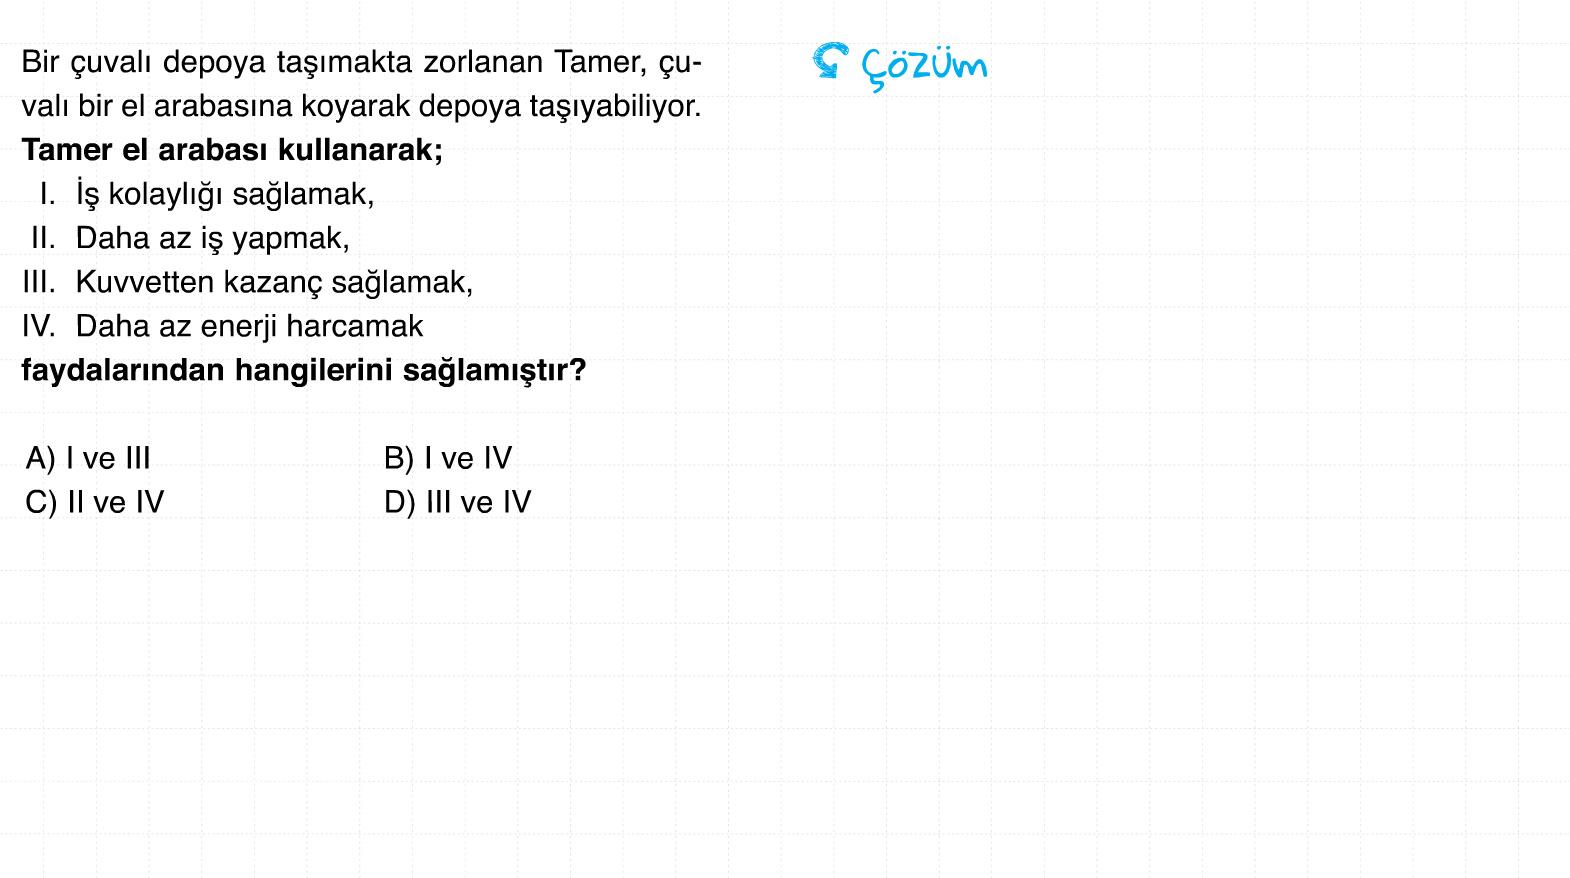 Bir çuvalı depoya taşımakta zorlanan Tamer, çu-
valı bir el arabasına koyarak depoya taşıyabiliyor.
Tamer el arabası kullanarak;
I. İş kolaylığı sağlamak,
II. Daha az iş yapmak,
III. Kuvvetten kazanç sağlamak,
IV. Daha az enerji harcamak
faydalarından hangilerini sağlamıştır?
A) I ve III B) I ve IV
C) II ve IV D) III ve IV
ÇÖZÜm